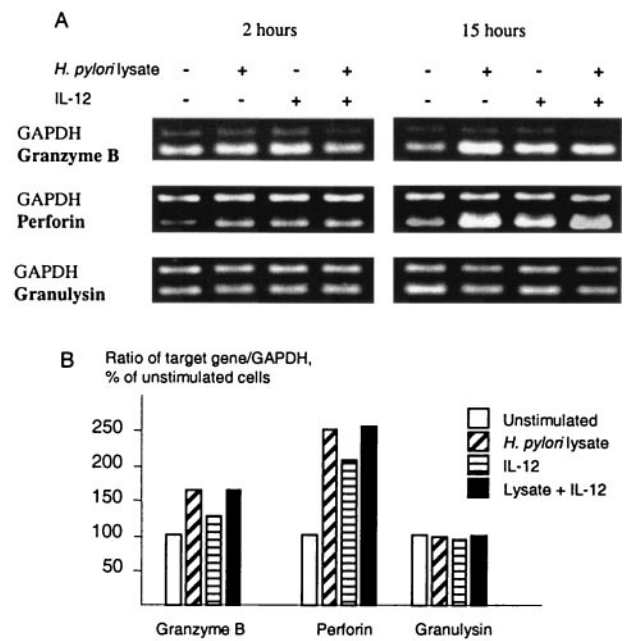 A
2 hours 15 hours
H. pylori lysate - + - + - + - +
IL-12 - - + + - - + +
GAPDH
Granzyme B
GAPDH
Perforin
GAPDH
Granulysin
B Ratio of target gene/GAPDH,
% of unstimulated cells
250
200
150
100
50
Unstimulated
H. pylori lysate
IL-12
Lysate + IL-12
Granzyme B Perforin Granulysin